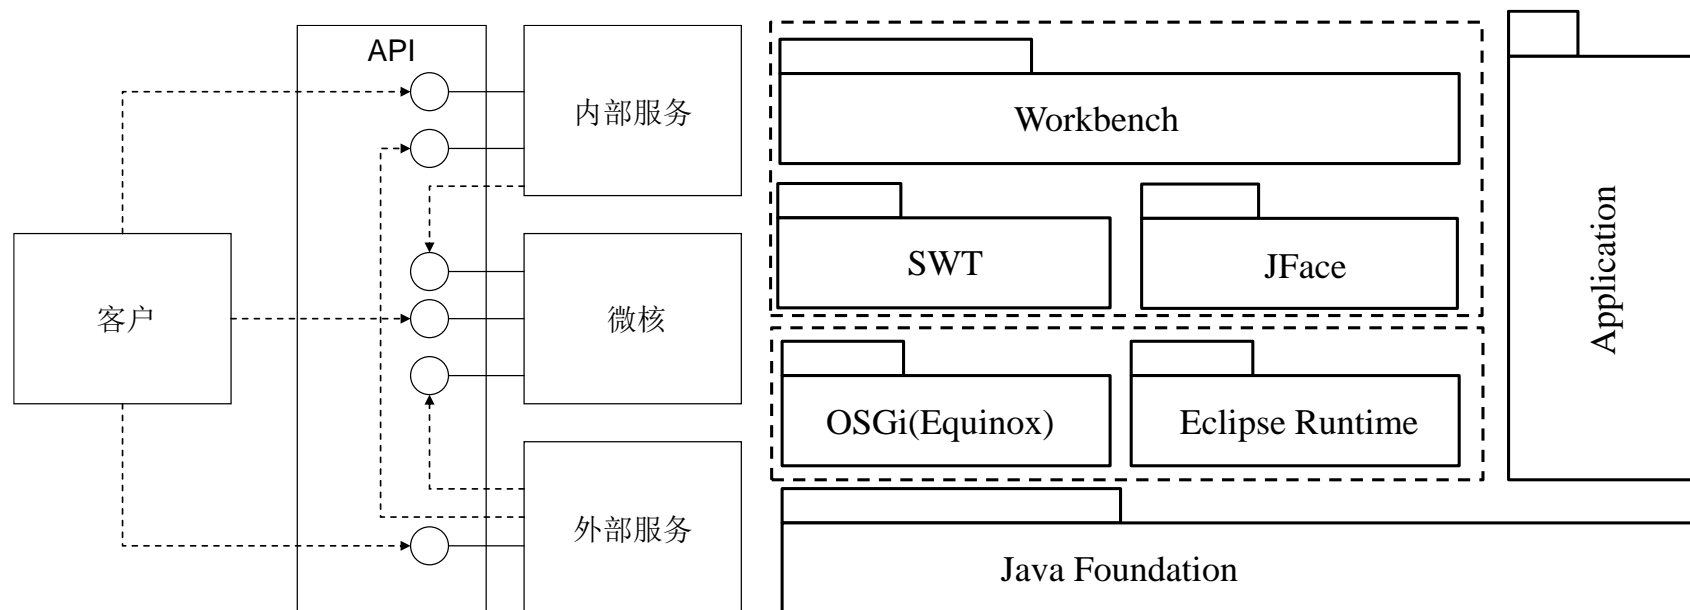 API
内部服务
客户
微核
外部服务
Workbench
SWT
JFace
OSGi(Equinox)
Eclipse Runtime
Java Foundation
Application